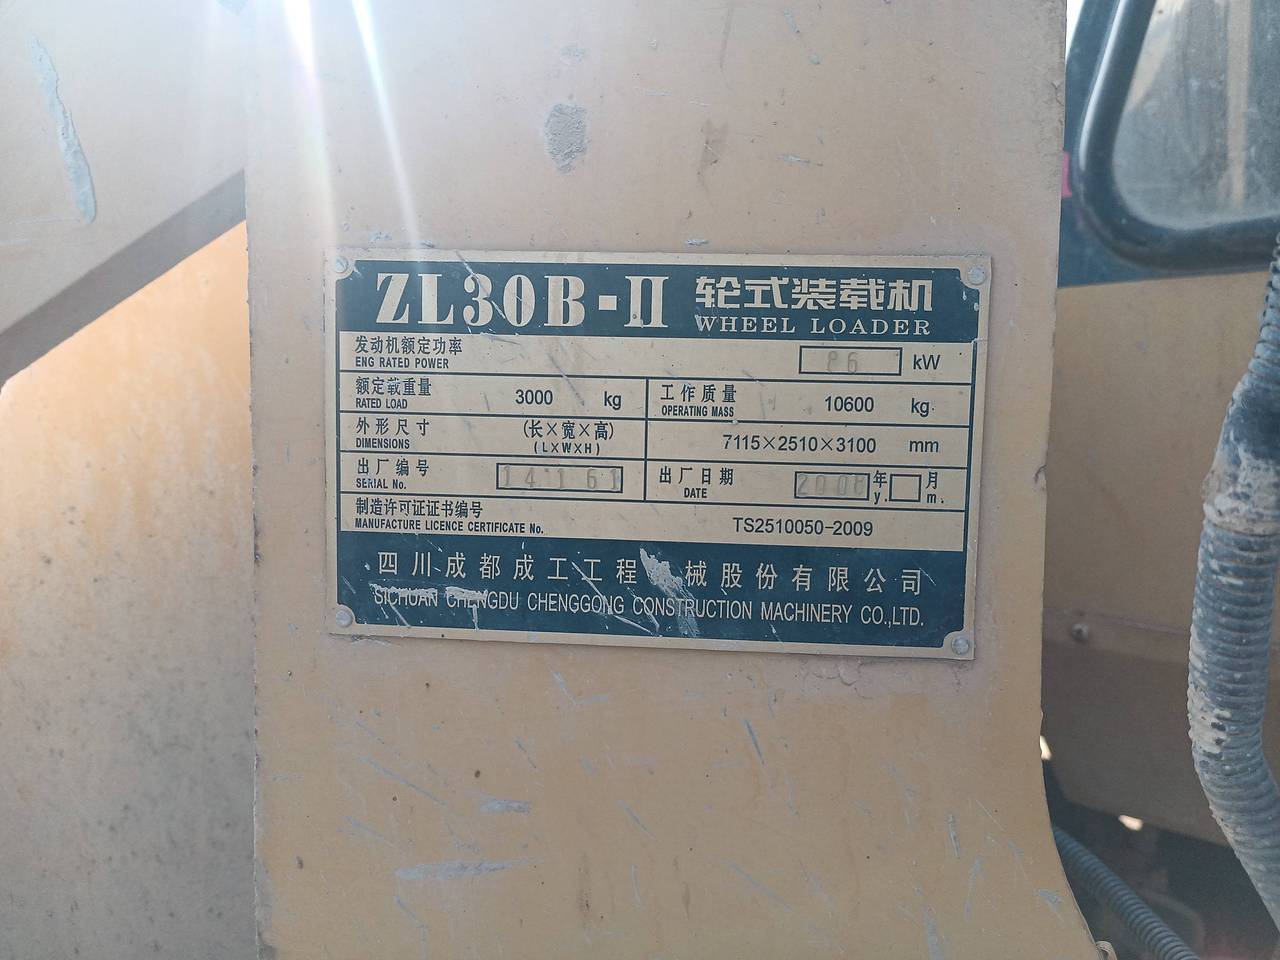 ZL30B-II 轮式装载机
WHEEL LOADER
发动机额定功率 86 kW
ENG RATED POWER
额定载重量 3000 kg 工作质量 10600 kg
RATED LOAD OPERATING MASS
外形尺寸 (长×宽×高) 7115×2510×3100 mm
DIMENSIONS (L×W×H)
出厂编号 14161 出厂日期 2008 年 月
SERIAL No. DATE y. m.
制造许可证证书编号 TS2510050-2009
MANUFACTURE LICENCE CERTIFICATE No.
四川成都成工工程 械股份有限公司
SICHUAN CHENGDU CHENGGONG CONSTRUCTION MACHINERY CO.,LTD.